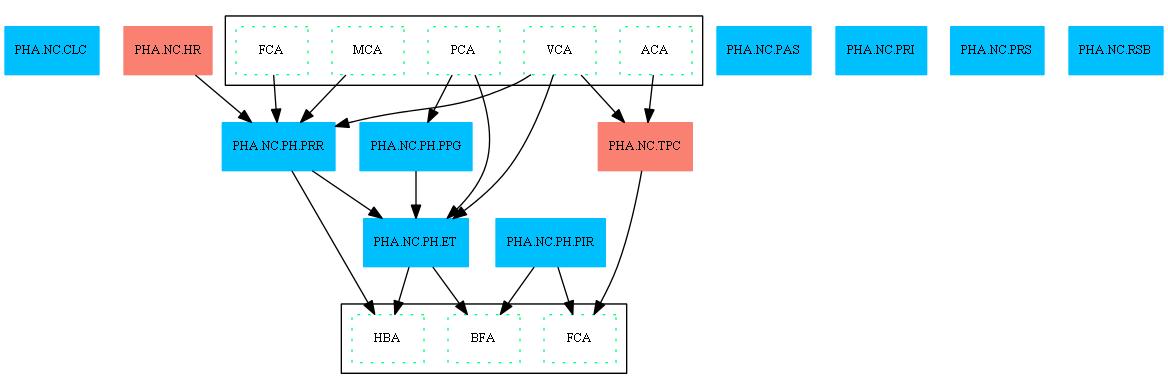 PHA.NC.CLC
PHA.NC.HR
FCA
MCA
PCA
VCA
ACA
PHA.NC.PAS
PHA.NC.PRI
PHA.NC.PRS
PHA.NC.RSB
PHA.NC.PH.PRR
PHA.NC.PH.PPG
PHA.NC.TPC
PHA.NC.PH.ET
PHA.NC.PH.PIR
HBA
BFA
FCA